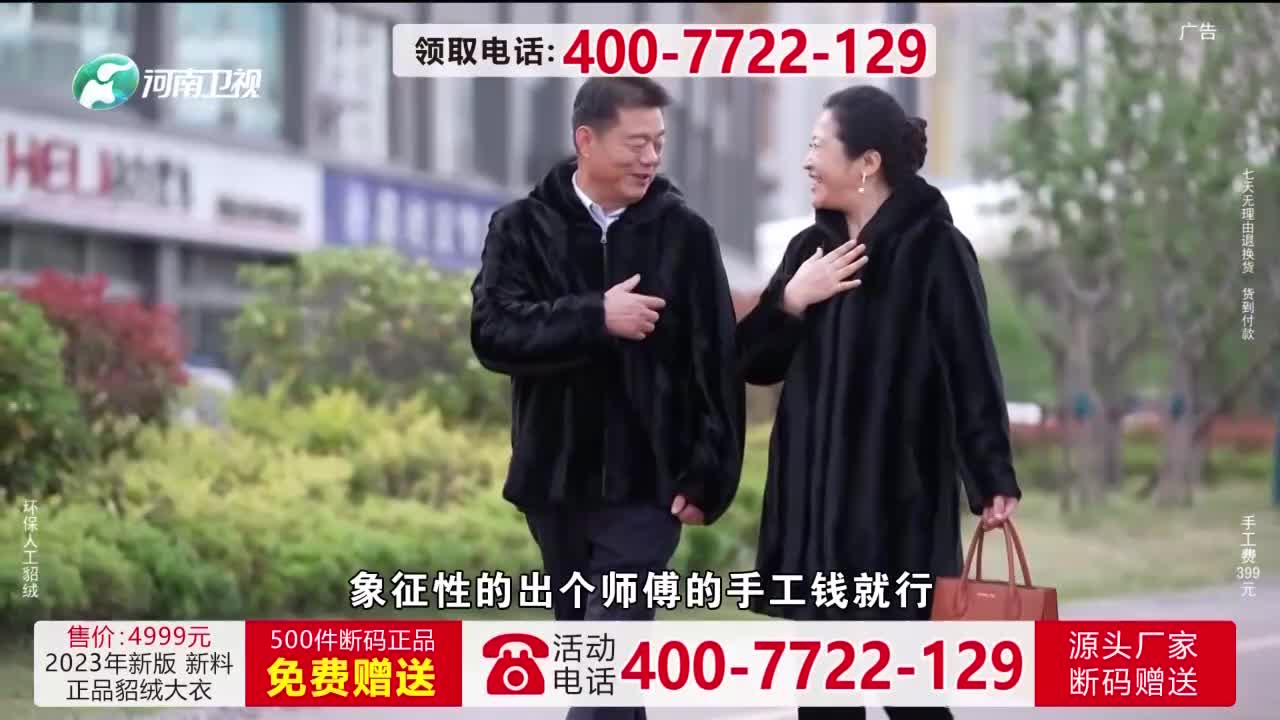 领取电话:400-7722-129
广告
河南卫视
HELI
七天无理由退换货 货到付款
环保人工貂绒
手工费399元
象征性的出个师傅的手工钱就行
售价:4999元
2023年新版 新料
正品貂绒大衣
500件断码正品
免费赠送
活动电话 400-7722-129
源头厂家
断码赠送